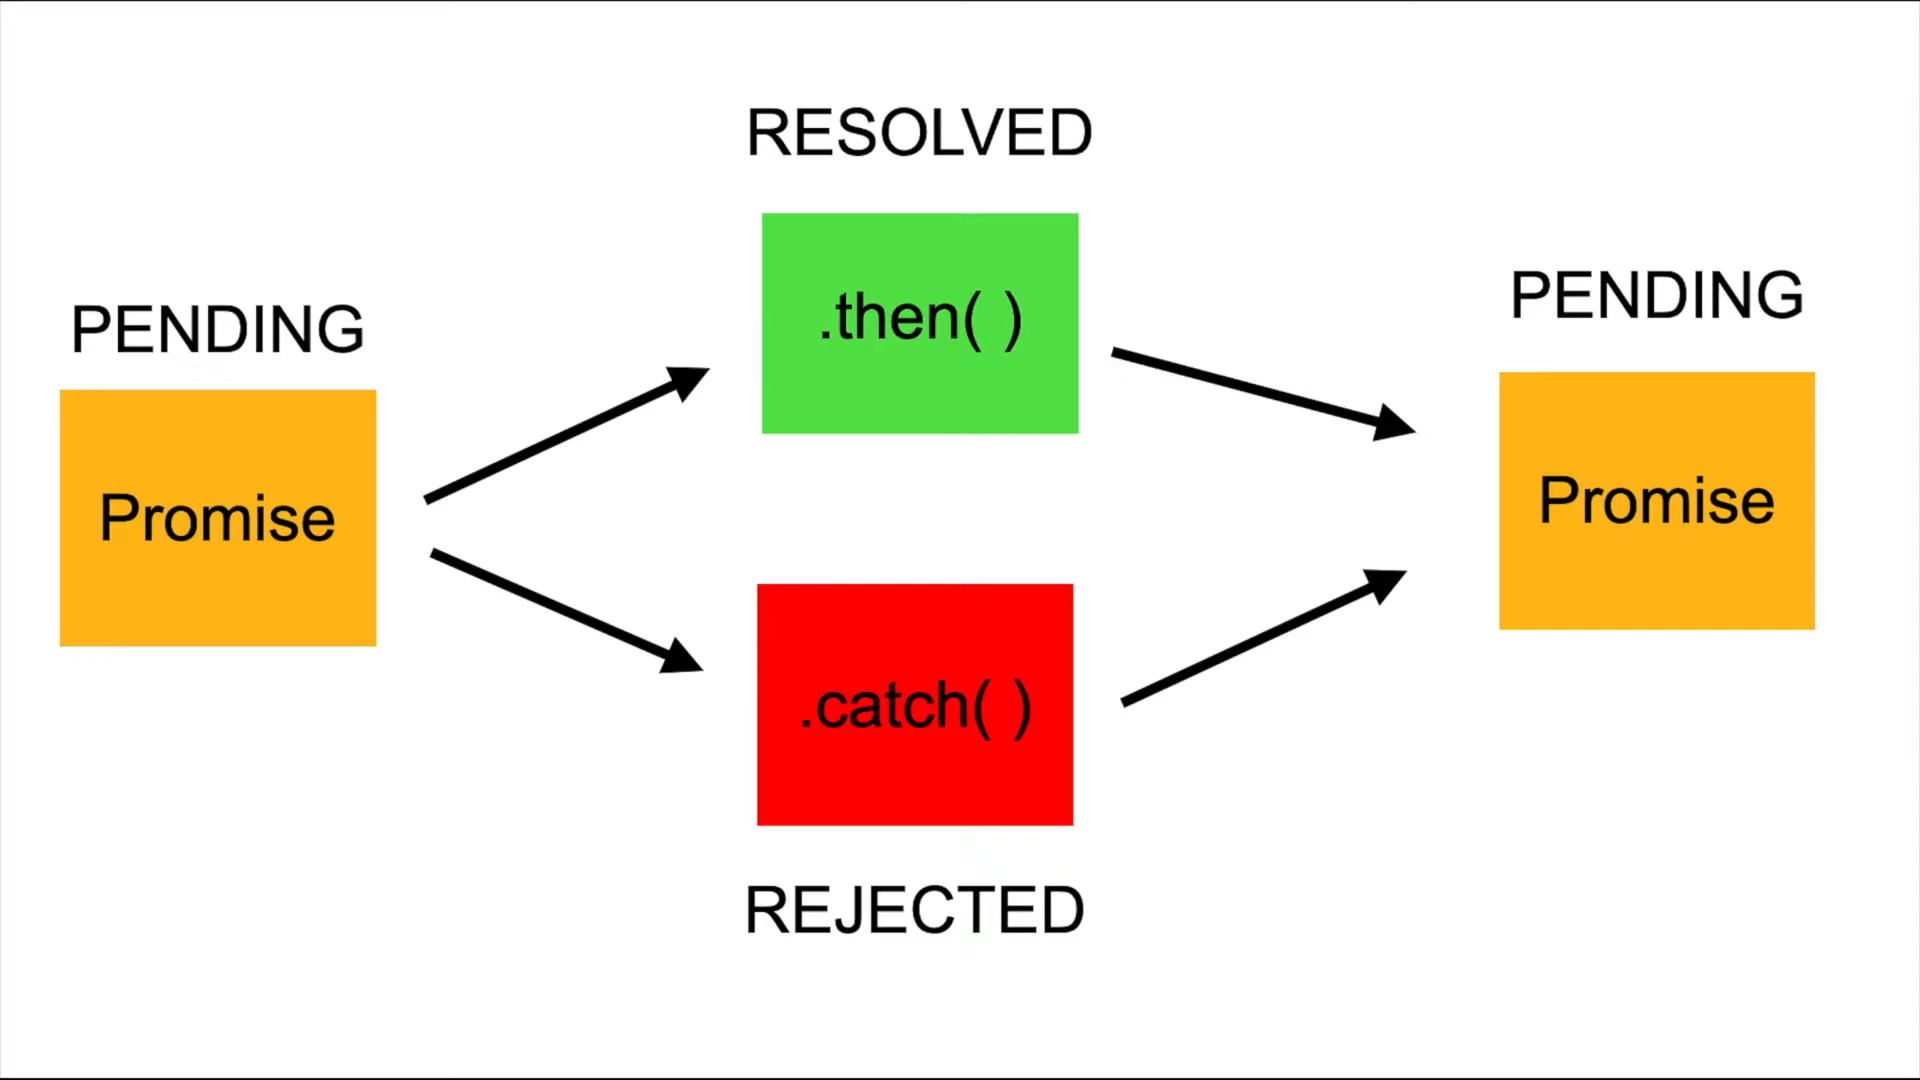 PENDING
Promise
RESOLVED
.then( )
.catch( )
REJECTED
PENDING
Promise